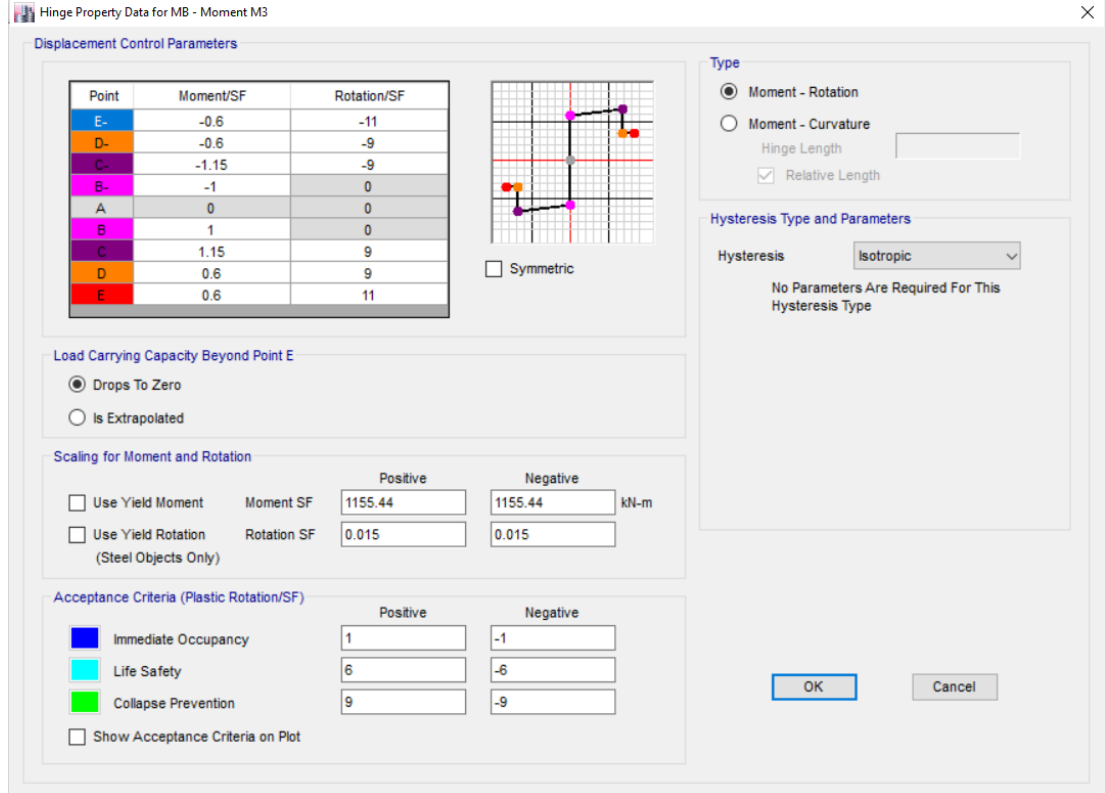 Hinge Property Data for MB - Moment M3
Displacement Control Parameters
Point Moment/SF Rotation/SF
E- -0.6 -11
D- -0.6 -9
C- -1.15 -9
B- -1 0
A 0 0
B 1 0
C 1.15 9
D 0.6 9
E 0.6 11
Symmetric
Load Carrying Capacity Beyond Point E
Drops To Zero
Is Extrapolated
Scaling for Moment and Rotation
Positive Negative
Use Yield Moment Moment SF 1155.44 1155.44 kN-m
Use Yield Rotation Rotation SF 0.015 0.015
(Steel Objects Only)
Acceptance Criteria (Plastic Rotation/SF)
Positive Negative
Immediate Occupancy 1 -1
Life Safety 6 -6
Collapse Prevention 9 -9
Show Acceptance Criteria on Plot
Type
Moment - Rotation
Moment - Curvature
Hinge Length
Relative Length
Hysteresis Type and Parameters
Hysteresis Isotropic
No Parameters Are Required For This
Hysteresis Type
OK Cancel